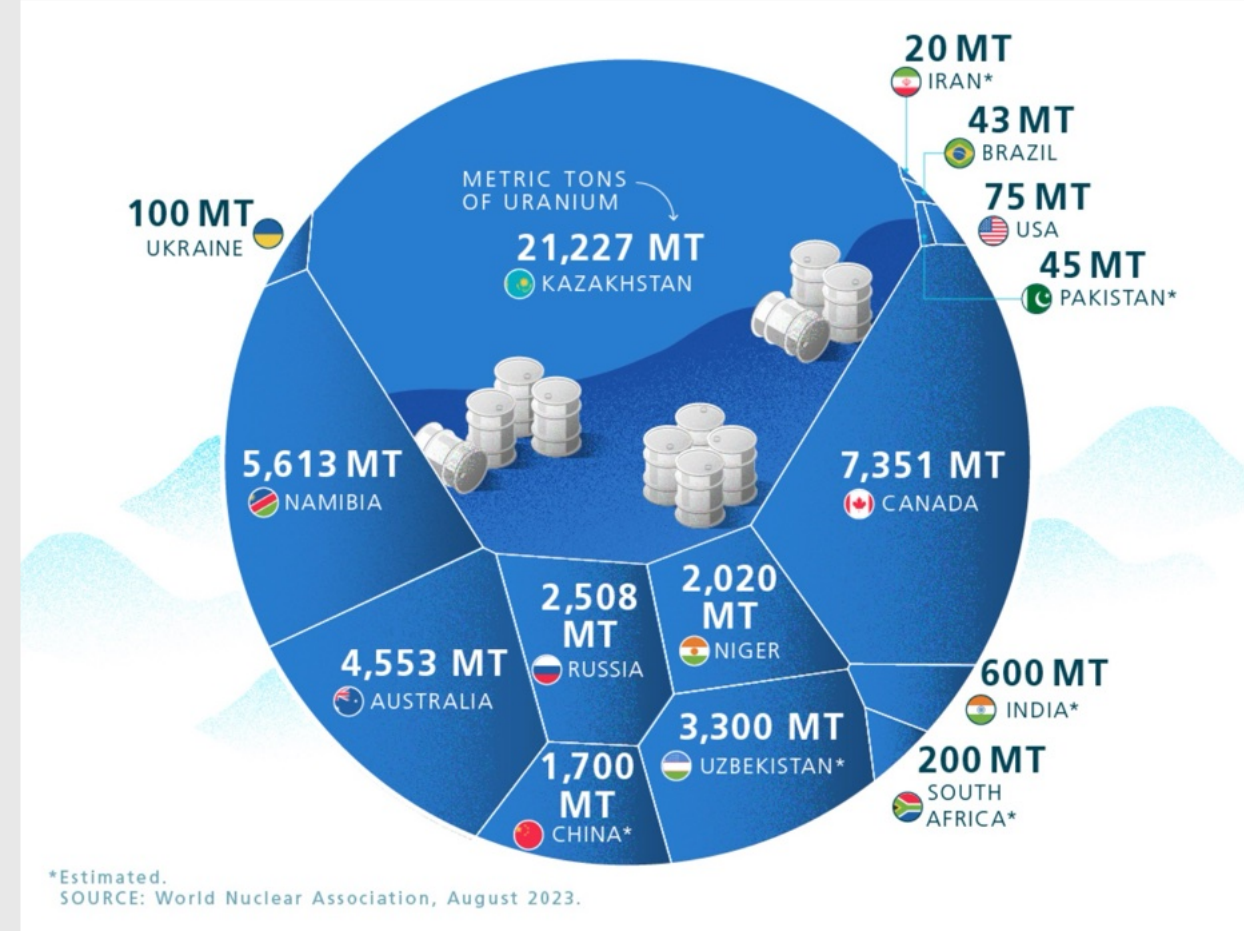 20 MT
IRAN*
43 MT
BRAZIL
75 MT
USA
45 MT
PAKISTAN*
METRIC TONS
OF URANIUM
21,227 MT
KAZAKHSTAN
100 MT
UKRAINE
5,613 MT
NAMIBIA
7,351 MT
CANADA
4,553 MT
AUSTRALIA
2,508
MT
RUSSIA
2,020
MT
NIGER
600 MT
INDIA*
3,300 MT
UZBEKISTAN*
200 MT
SOUTH
AFRICA*
1,700
MT
CHINA*
*Estimated.
SOURCE: World Nuclear Association, August 2023.